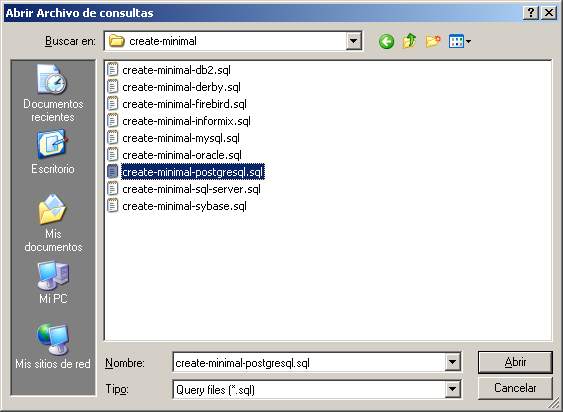 Abrir Archivo de consultas
Buscar en: create-minimal
Documentos
recientes
Escritorio
Mis
documentos
Mi PC
Mis sitios de red
create-minimal-db2.sql
create-minimal-derby.sql
create-minimal-firebird.sql
create-minimal-informix.sql
create-minimal-mysql.sql
create-minimal-oracle.sql
create-minimal-postgresql.sql
create-minimal-sql-server.sql
create-minimal-sybase.sql
Nombre: create-minimal-postgresql.sql Abrir
Tipo: Query files (*.sql) Cancelar